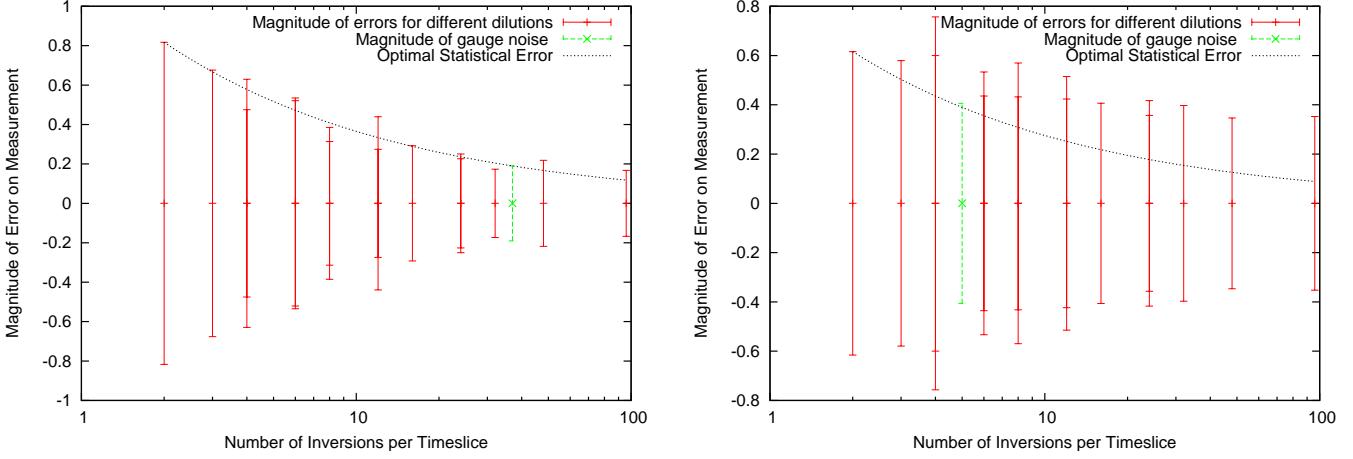 Magnitude of Error on Measurement
1
0.8
0.6
0.4
0.2
0
-0.2
-0.4
-0.6
-0.8
-1
1
10
100
Number of Inversions per Timeslice
Magnitude of errors for different dilutions
Magnitude of gauge noise
Optimal Statistical Error
Magnitude of Error on Measurement
0.8
0.6
0.4
0.2
0
-0.2
-0.4
-0.6
-0.8
1
10
100
Number of Inversions per Timeslice
Magnitude of errors for different dilutions
Magnitude of gauge noise
Optimal Statistical Error